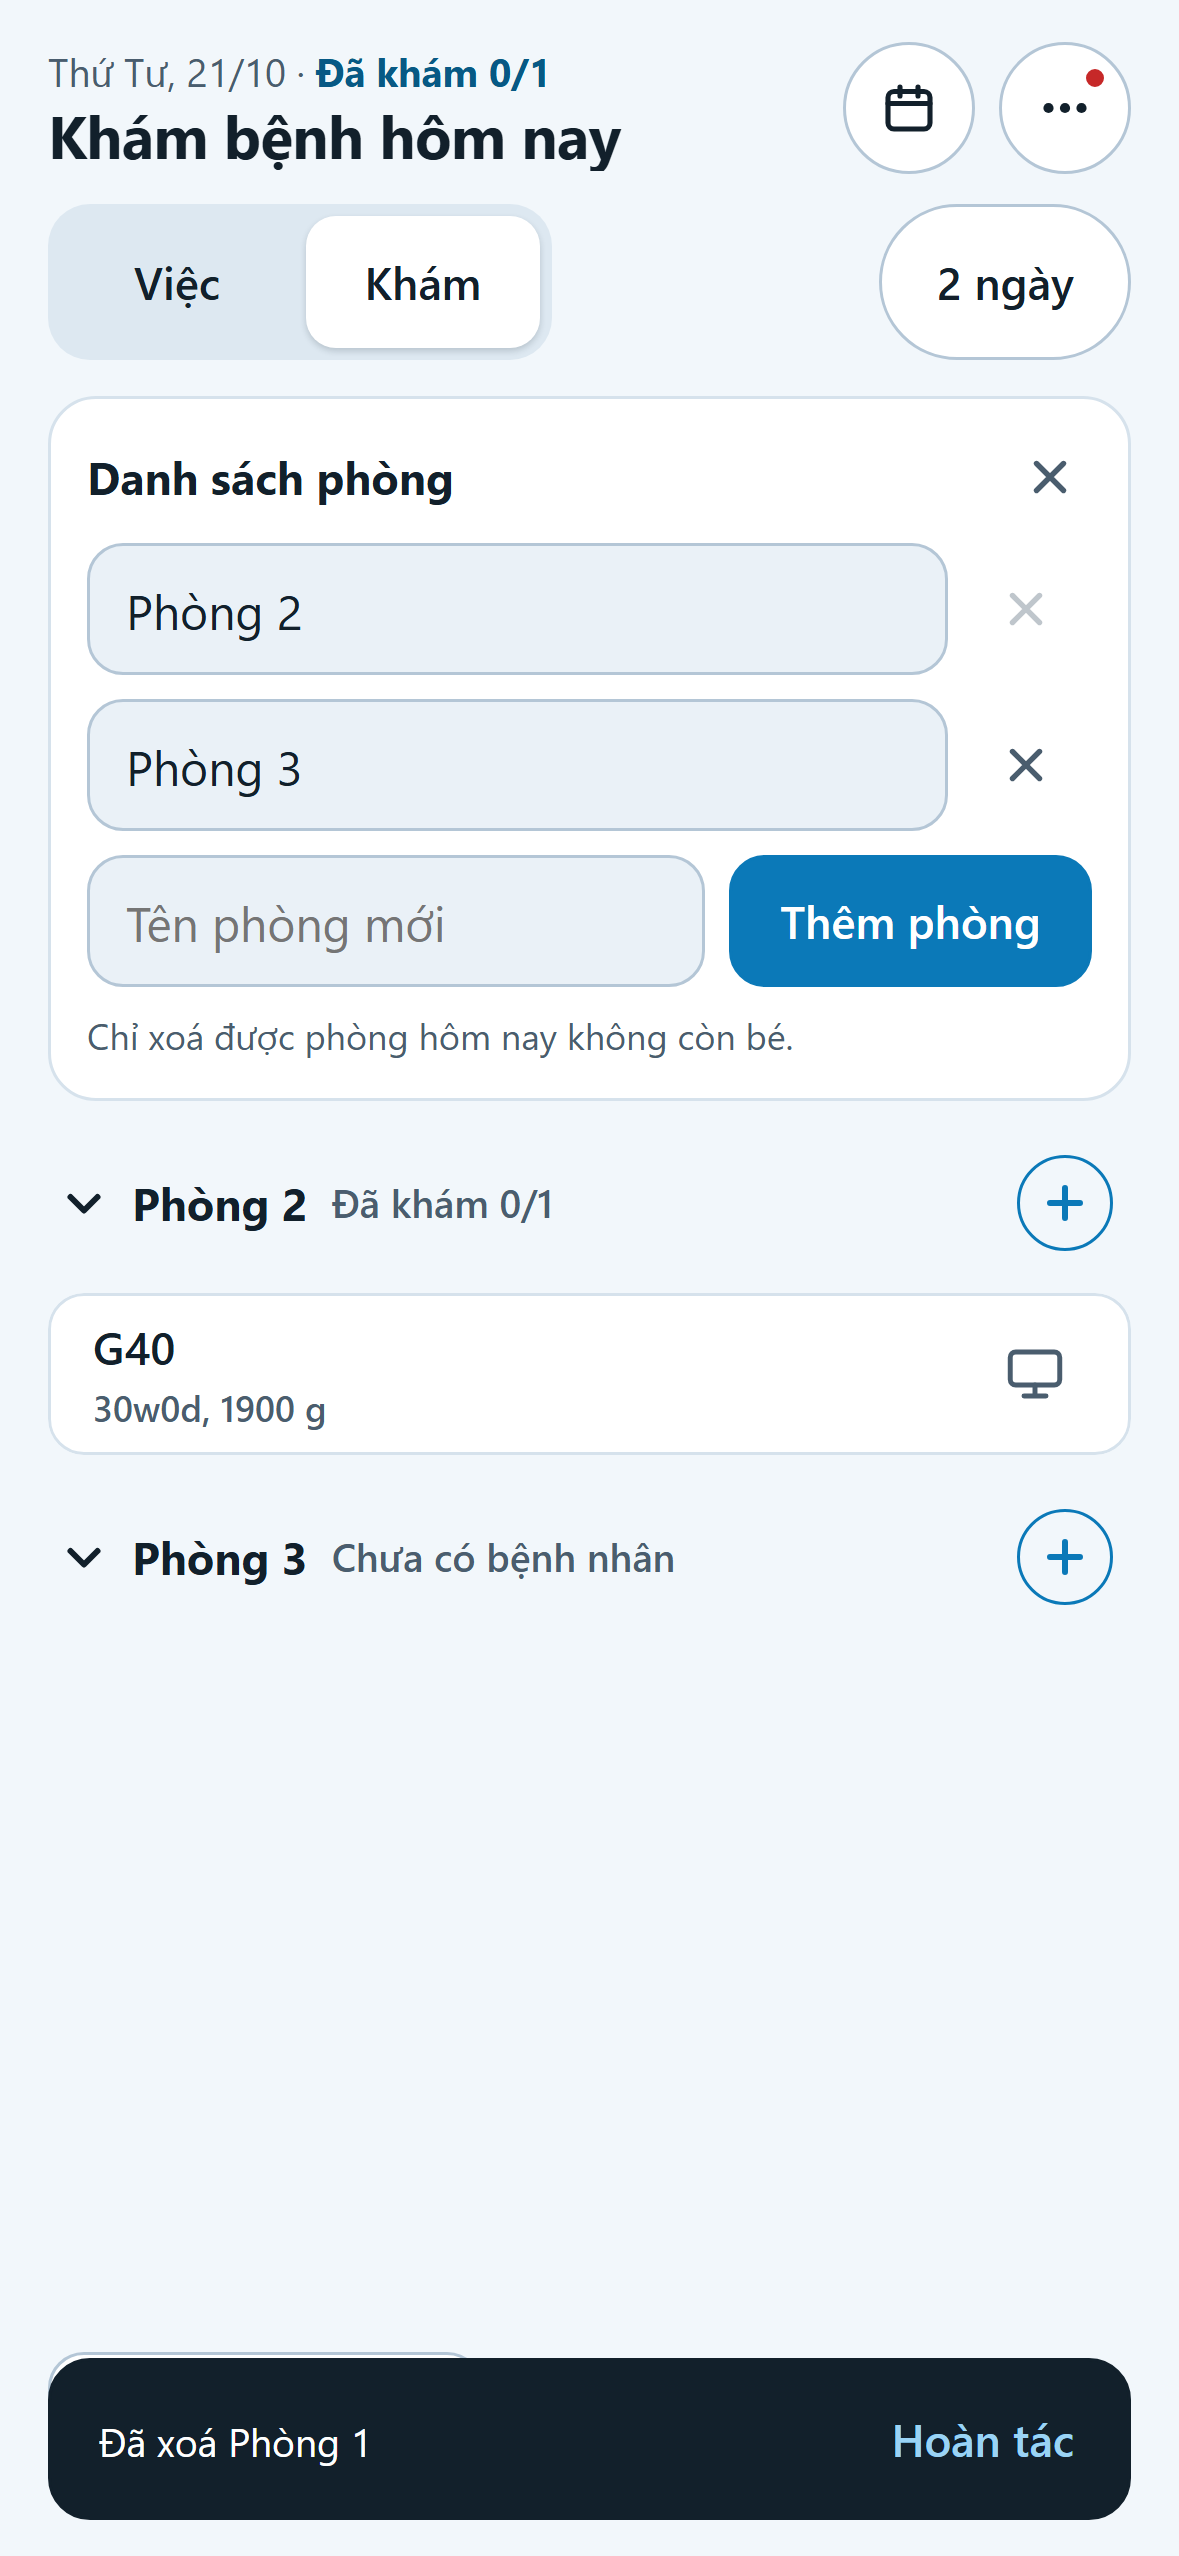 Thứ Tư, 21/10 · Đã khám 0/1
Khám bệnh hôm nay
Việc
Khám
2 ngày
Danh sách phòng
Phòng 2
Phòng 3
Tên phòng mới
Thêm phòng
Chỉ xoá được phòng hôm nay không còn bé.
Phòng 2 Đã khám 0/1
G40
30w0d, 1900 g
Phòng 3 Chưa có bệnh nhân
Đã xoá Phòng 1
Hoàn tác